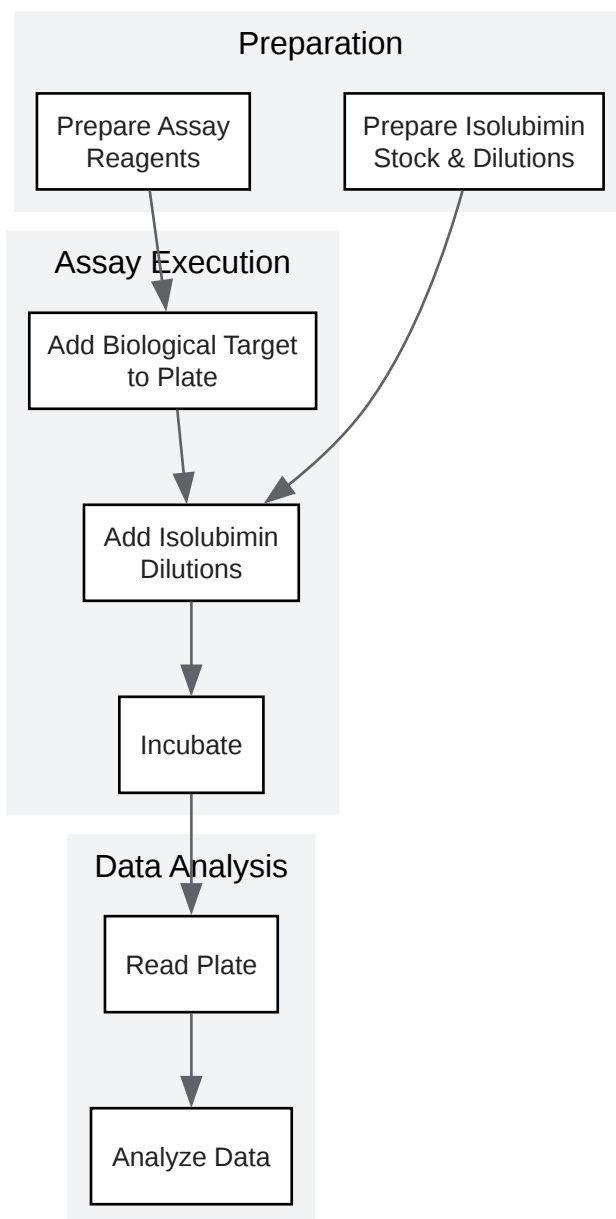 Preparation
Prepare Assay
Reagents
Prepare Isolubimin
Stock & Dilutions
Assay Execution
Add Biological Target
to Plate
Add Isolubimin
Dilutions
Incubate
Data Analysis
Read Plate
Analyze Data